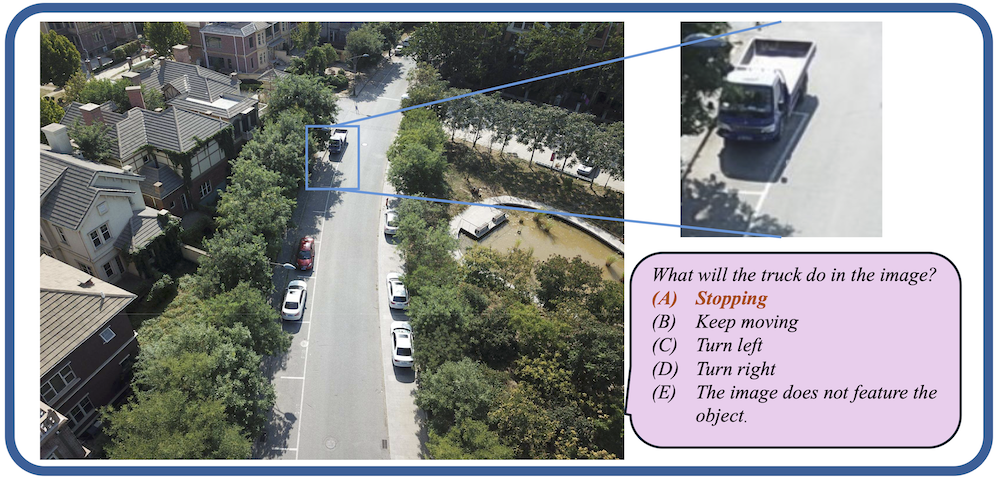 What will the truck do in the image?
(A) Stopping
(B) Keep moving
(C) Turn left
(D) Turn right
(E) The image does not feature the
object.